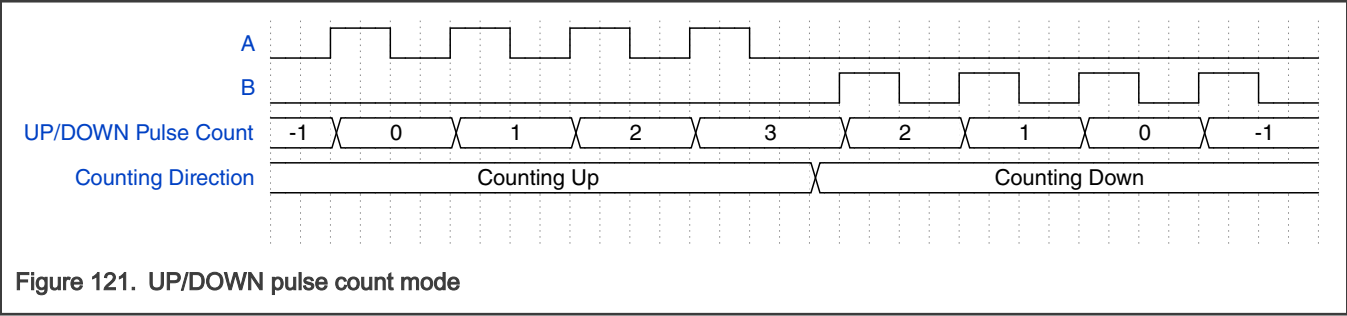 A
B
UP/DOWN Pulse Count -1 0 1 2 3 2 1 0 -1
Counting Direction Counting Up Counting Down
Figure 121. UP/DOWN pulse count mode